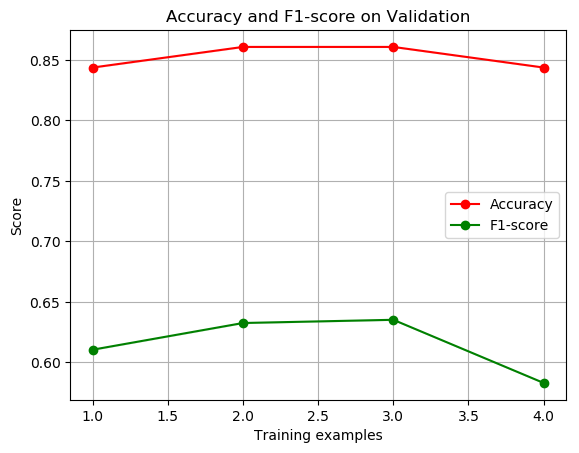 Accuracy and F1-score on Validation
Score
0.85
0.80
0.75
0.70
0.65
0.60
Accuracy
F1-score
1.0 1.5 2.0 2.5 3.0 3.5 4.0
Training examples